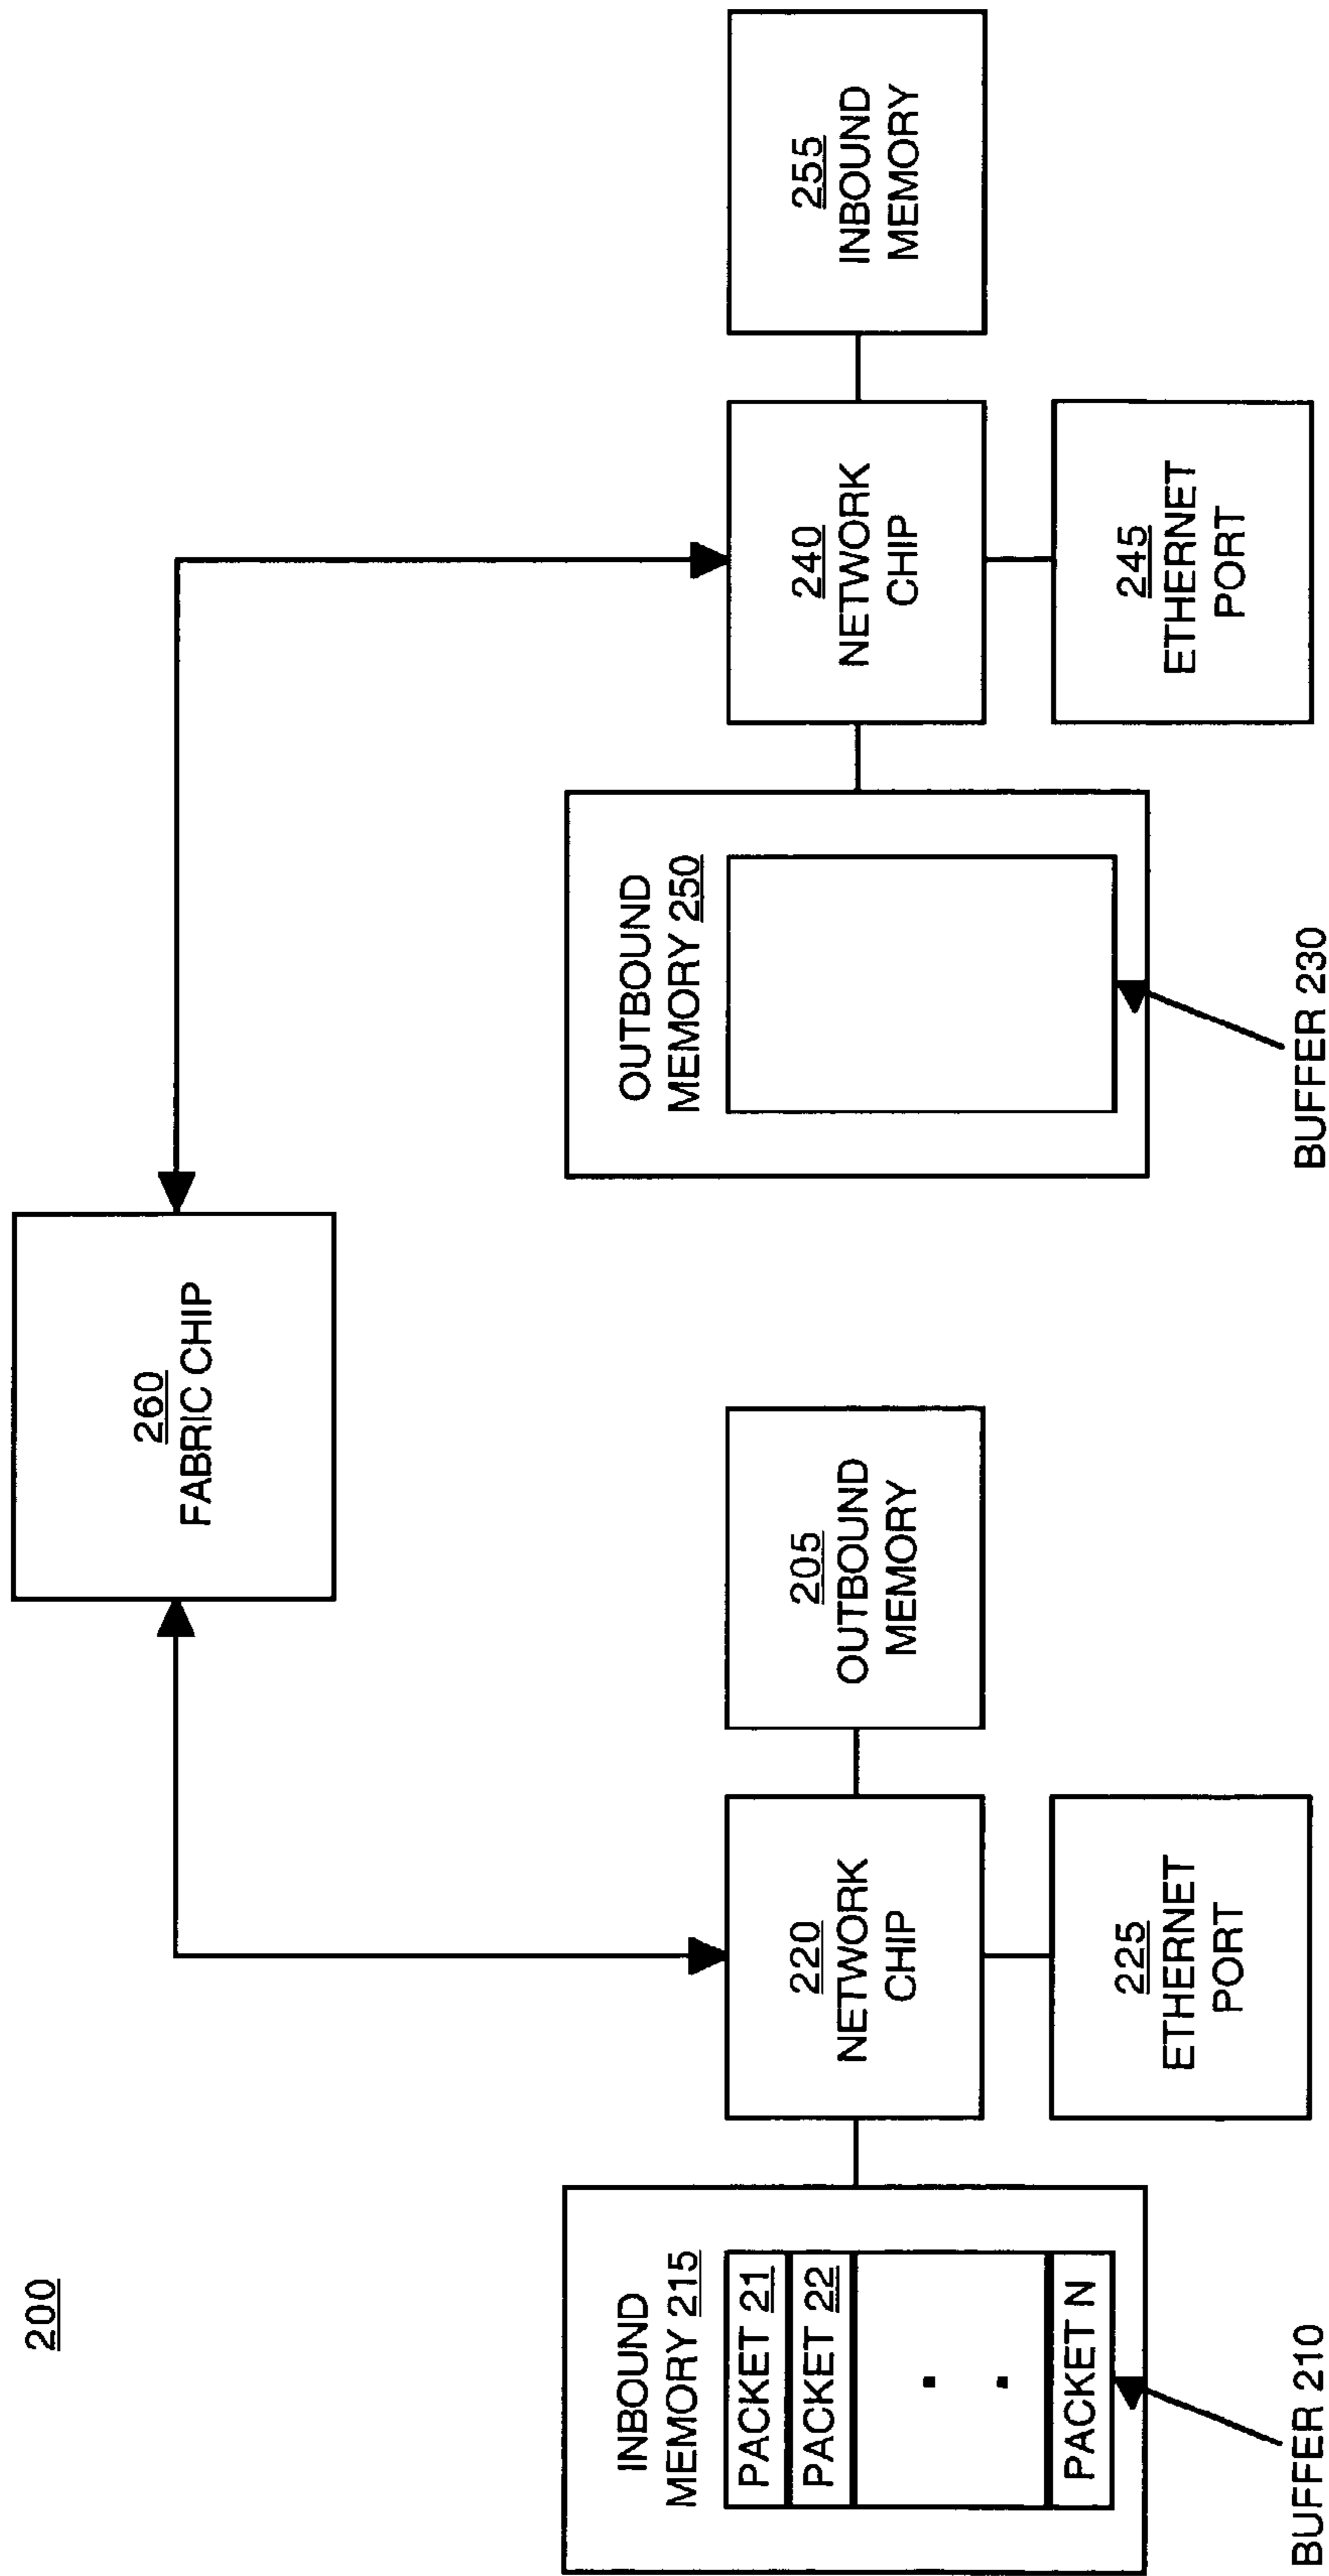 200
260
FABRIC CHIP
INBOUND
MEMORY 215
PACKET 21
PACKET 22
.
.
PACKET N
BUFFER 210
220
NETWORK
CHIP
225
ETHERNET
PORT
205
OUTBOUND
MEMORY
OUTBOUND
MEMORY 250
BUFFER 230
240
NETWORK
CHIP
245
ETHERNET
PORT
255
INBOUND
MEMORY